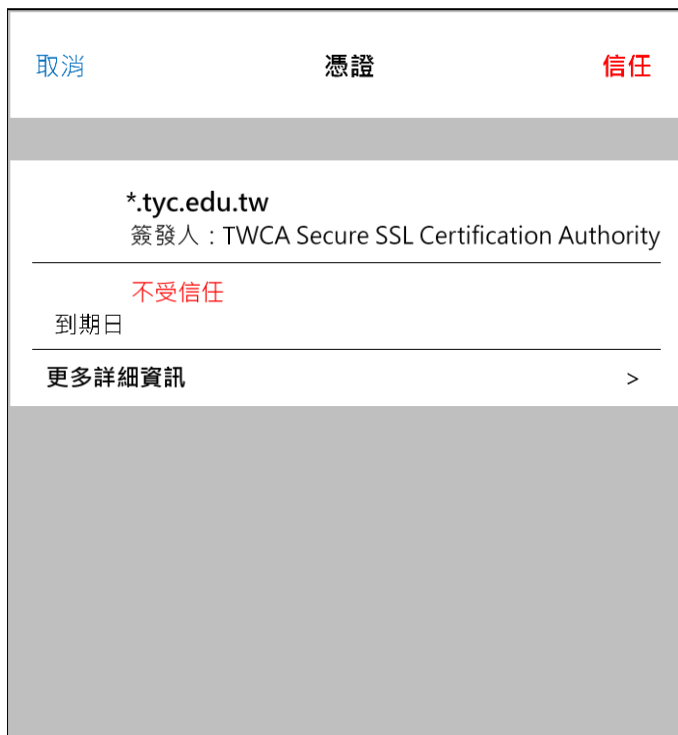 取消 憑證 信任
*.tyc.edu.tw
簽發人：TWCA Secure SSL Certification Authority
不受信任
到期日
更多詳細資訊 >